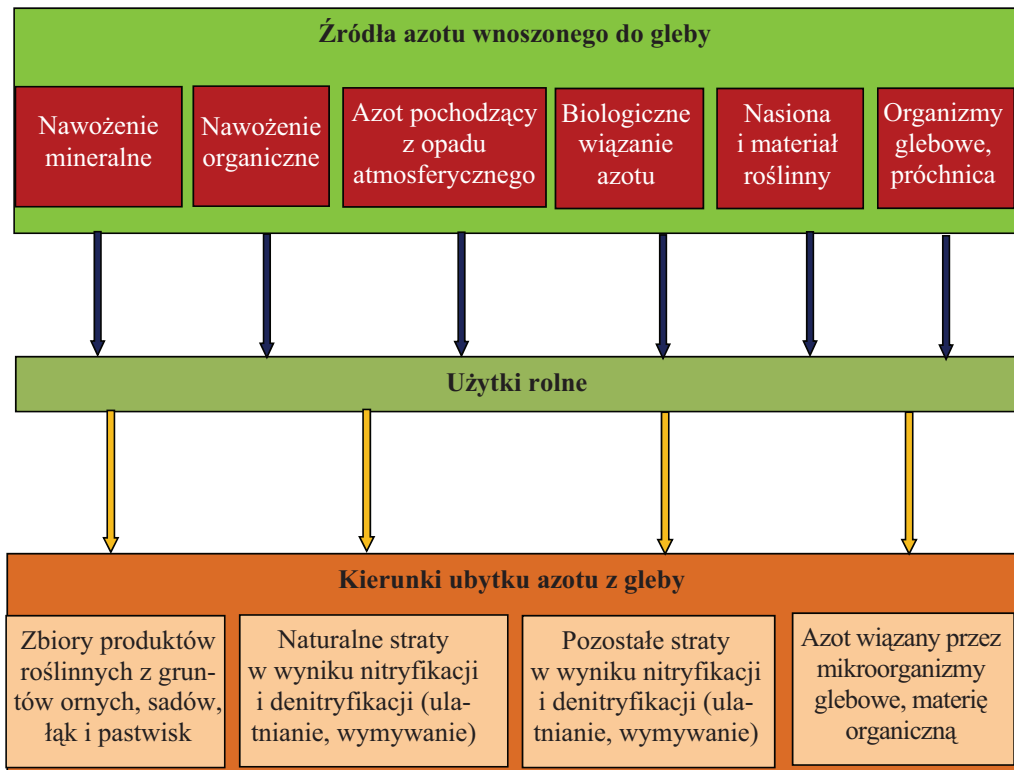 Źródła azotu wnoszonego do gleby
Nawożenie
mineralne
Nawożenie
organiczne
Azot pochodzący
z opadu
atmosferycznego
Biologiczne
wiązanie
azotu
Nasiona
i materiał
roślinny
Organizmy
glebowe,
próchnica
Użytki rolne
Kierunki ubytku azotu z gleby
Zbiory produktów
roślinnych z grun-
tów ornych, sadów,
łąk i pastwisk
Naturalne straty
w wyniku nitryfikacji
i denitryfikacji (ula-
tnianie, wymywanie)
Pozostałe straty
w wyniku nitryfikacji
i denitryfikacji (ula-
tnianie, wymywanie)
Azot wiązany przez
mikroorganizmy
glebowe, materię
organiczną